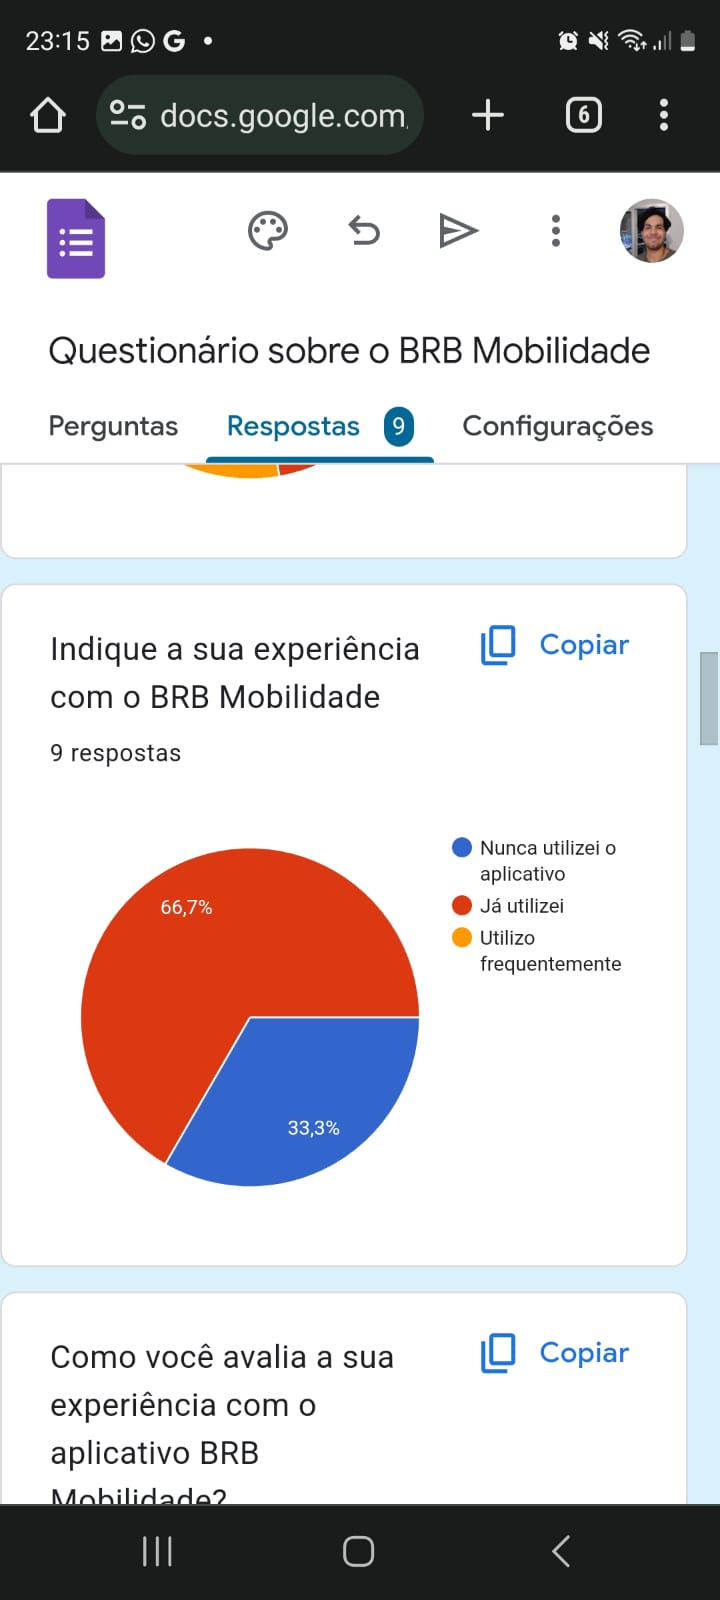 23:15
docs.google.com
6
Questionário sobre o BRB Mobilidade
Perguntas
Respostas
9
Configurações
Indique a sua experiência
com o BRB Mobilidade
Copiar
9 respostas
Nunca utilizei o
aplicativo
Já utilizei
Utilizo
frequentemente
66,7%
33,3%
Como você avalia a sua
experiência com o
aplicativo BRB
Mobilidade?
Copiar